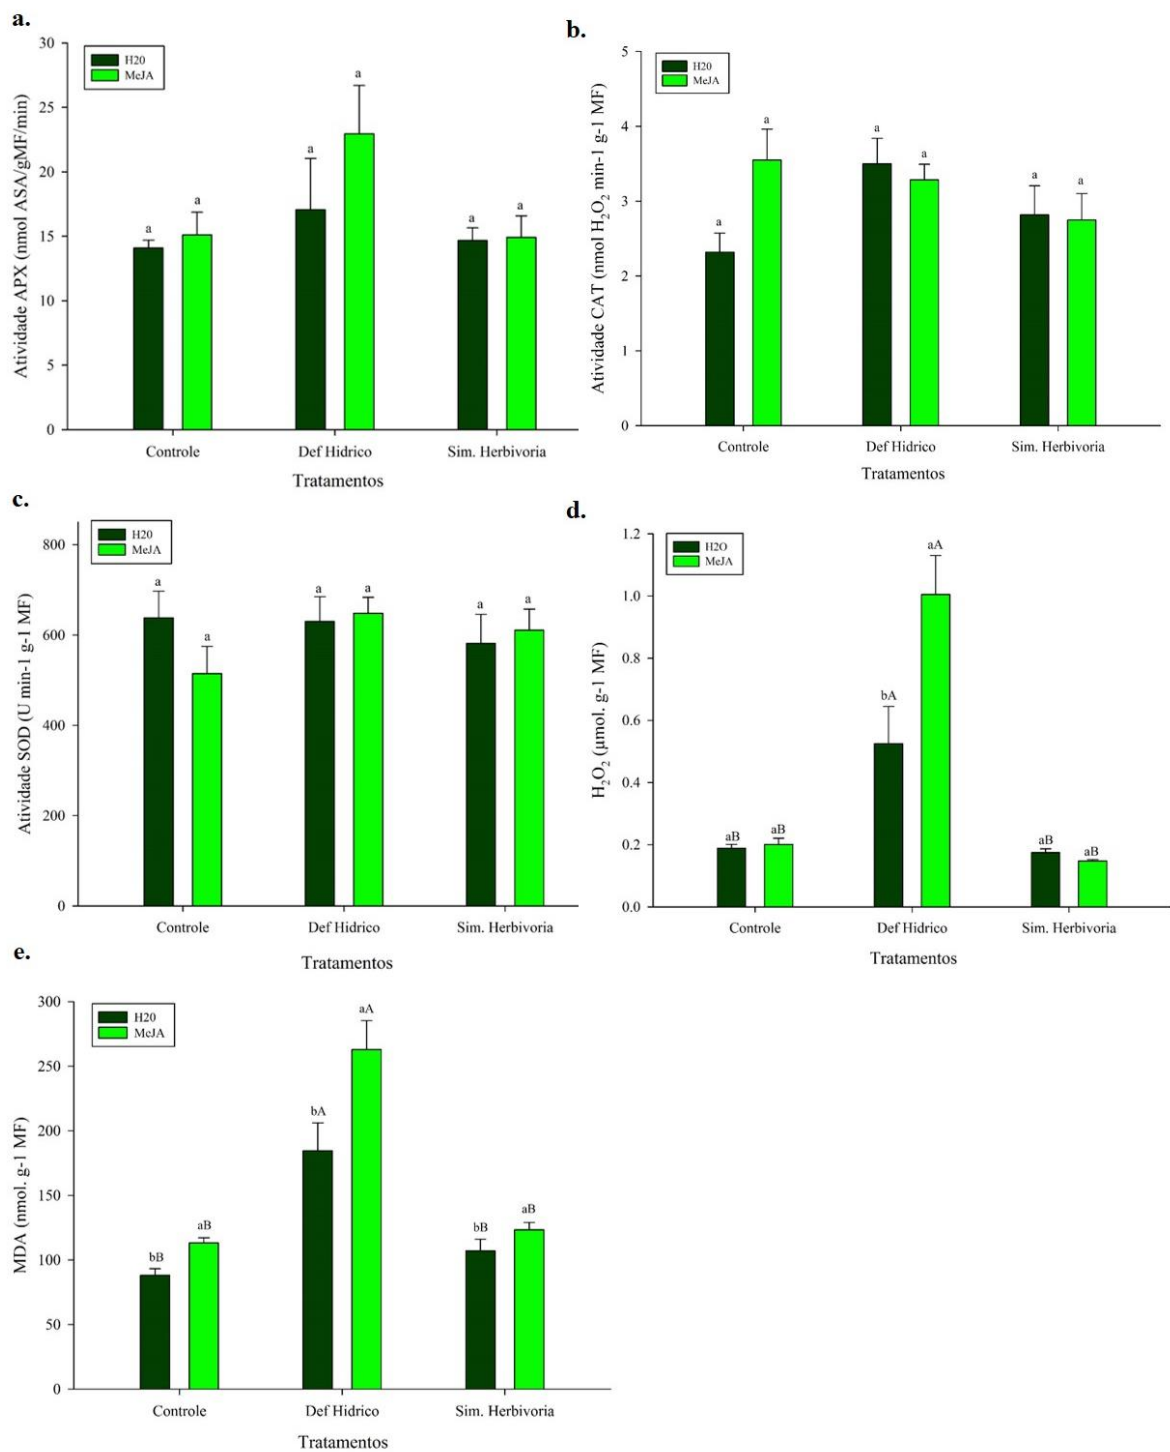 a.
30
25
20
15
10
5
0
Atividade APX (nmol ASA/gMF/min)
H20
MeJA
a
a
a
a
a
a
Controle
Def Hidrico
Sim. Herbivoria
Tratamentos
b.
5
4
3
2
1
0
Atividade CAT (nmol H₂O₂ min-1 g-1 MF)
H20
MeJA
a
a
a
a
a
a
Controle
Def Hidrico
Sim. Herbivoria
Tratamentos
c.
800
600
400
200
0
Atividade SOD (U min-1 g-1 MF)
H20
MeJA
a
a
a
a
a
a
Controle
Def Hidrico
Sim. Herbivoria
Tratamentos
d.
1.2
1.0
0.8
0.6
0.4
0.2
0.0
H₂O₂ (µmol. g-1 MF)
H2O
MeJA
aB
aB
bA
aA
aB
aB
Controle
Def Hidrico
Sim. Herbivoria
Tratamentos
e.
300
250
200
150
100
50
0
MDA (nmol. g-1 MF)
H20
MeJA
bB
aB
bA
aA
bB
aB
Controle
Def Hidrico
Sim. Herbivoria
Tratamentos